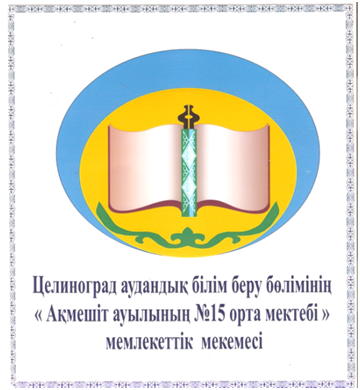 Целиноград аудандық білім беру бөлімінің
« Ақмешіт ауылының №15 орта мектебі »
мемлекеттік мекемесі